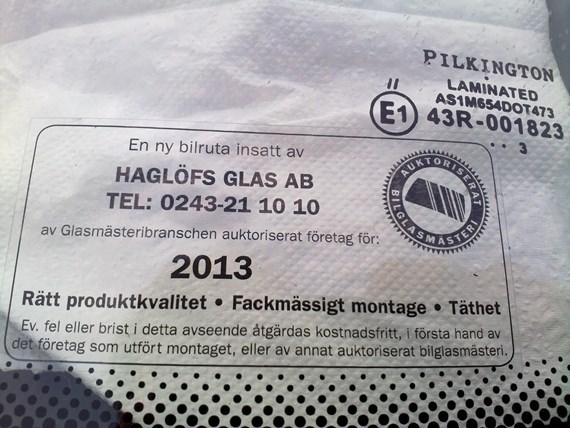 PILKINGTON
II
LAMINATED
AS1M654DOT473
E1 43R-001823
. . 3
En ny bilruta insatt av
HAGLÖFS GLAS AB
TEL: 0243-21 10 10
AUKTORISERAT
BILGLASMÄSTERI
av Glasmästeribranschen auktoriserat företag för:
2013
Rätt produktkvalitet • Fackmässigt montage • Täthet
Ev. fel eller brist i detta avseende åtgärdas kostnadsfritt, i första hand av
det företag som utfört montaget, eller av annat auktoriserat bilglasmästeri.